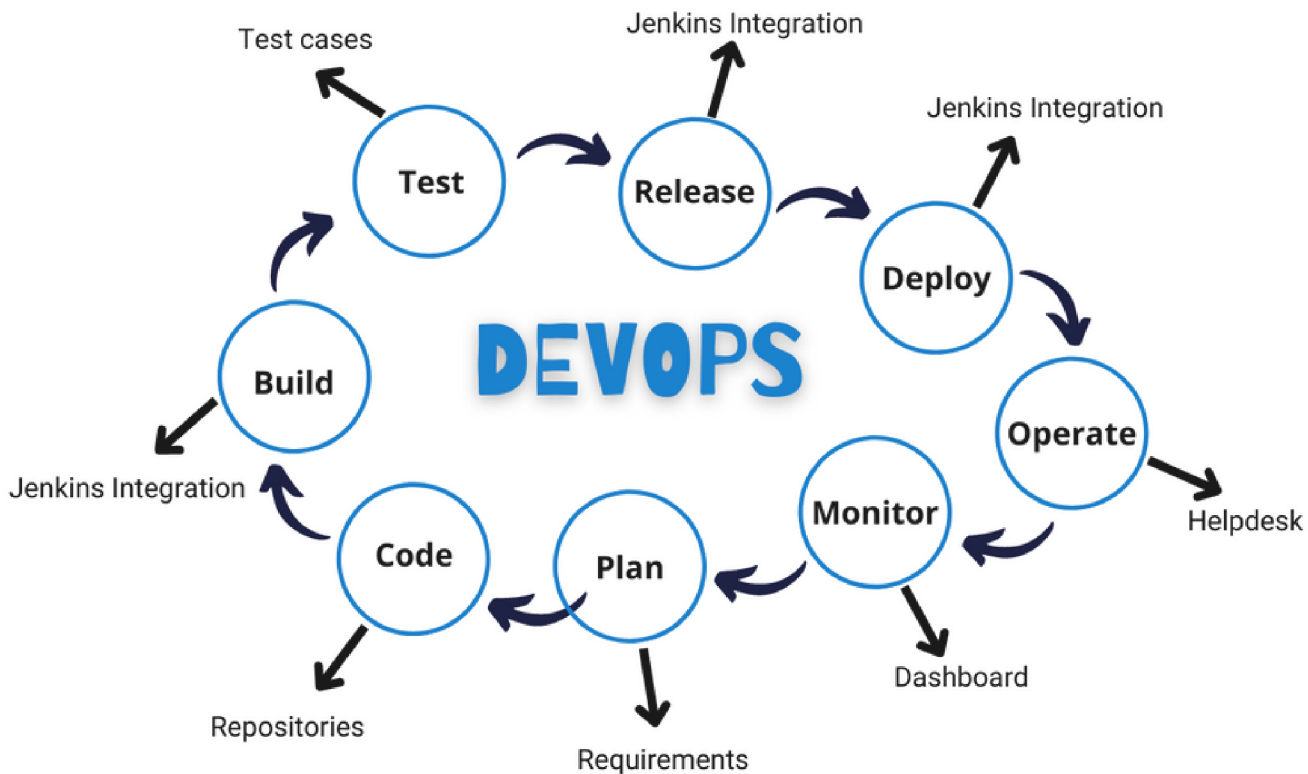 Jenkins Integration
Test cases
Jenkins Integration
Test
Release
Deploy
DEVOPS
Build
Operate
Jenkins Integration
Monitor
Helpdesk
Code
Plan
Dashboard
Repositories
Requirements